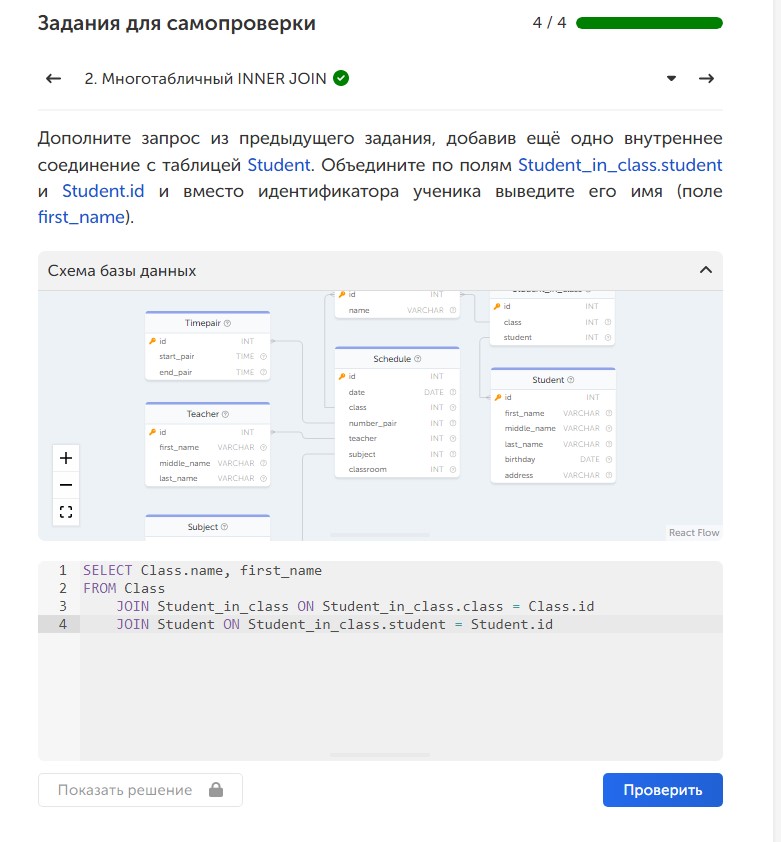 Задания для самопроверки
4 / 4
2. Многотабличный INNER JOIN
Дополните запрос из предыдущего задания, добавив ещё одно внутреннее
соединение с таблицей Student. Объедините по полям Student_in_class.student
и Student.id и вместо идентификатора ученика выведите его имя (поле
first_name).
Схема базы данных
Timepair
id INT
start_pair TIME
end_pair TIME
Teacher
id INT
first_name VARCHAR
middle_name VARCHAR
last_name VARCHAR
Subject
id INT
name VARCHAR
Schedule
id INT
date DATE
class INT
number_pair INT
teacher INT
subject INT
classroom INT
id INT
class INT
student INT
Student
id INT
first_name VARCHAR
middle_name VARCHAR
last_name VARCHAR
birthday DATE
address VARCHAR
React Flow
1 SELECT Class.name, first_name
2 FROM Class
3 JOIN Student_in_class ON Student_in_class.class = Class.id
4 JOIN Student ON Student_in_class.student = Student.id
Показать решение
Проверить